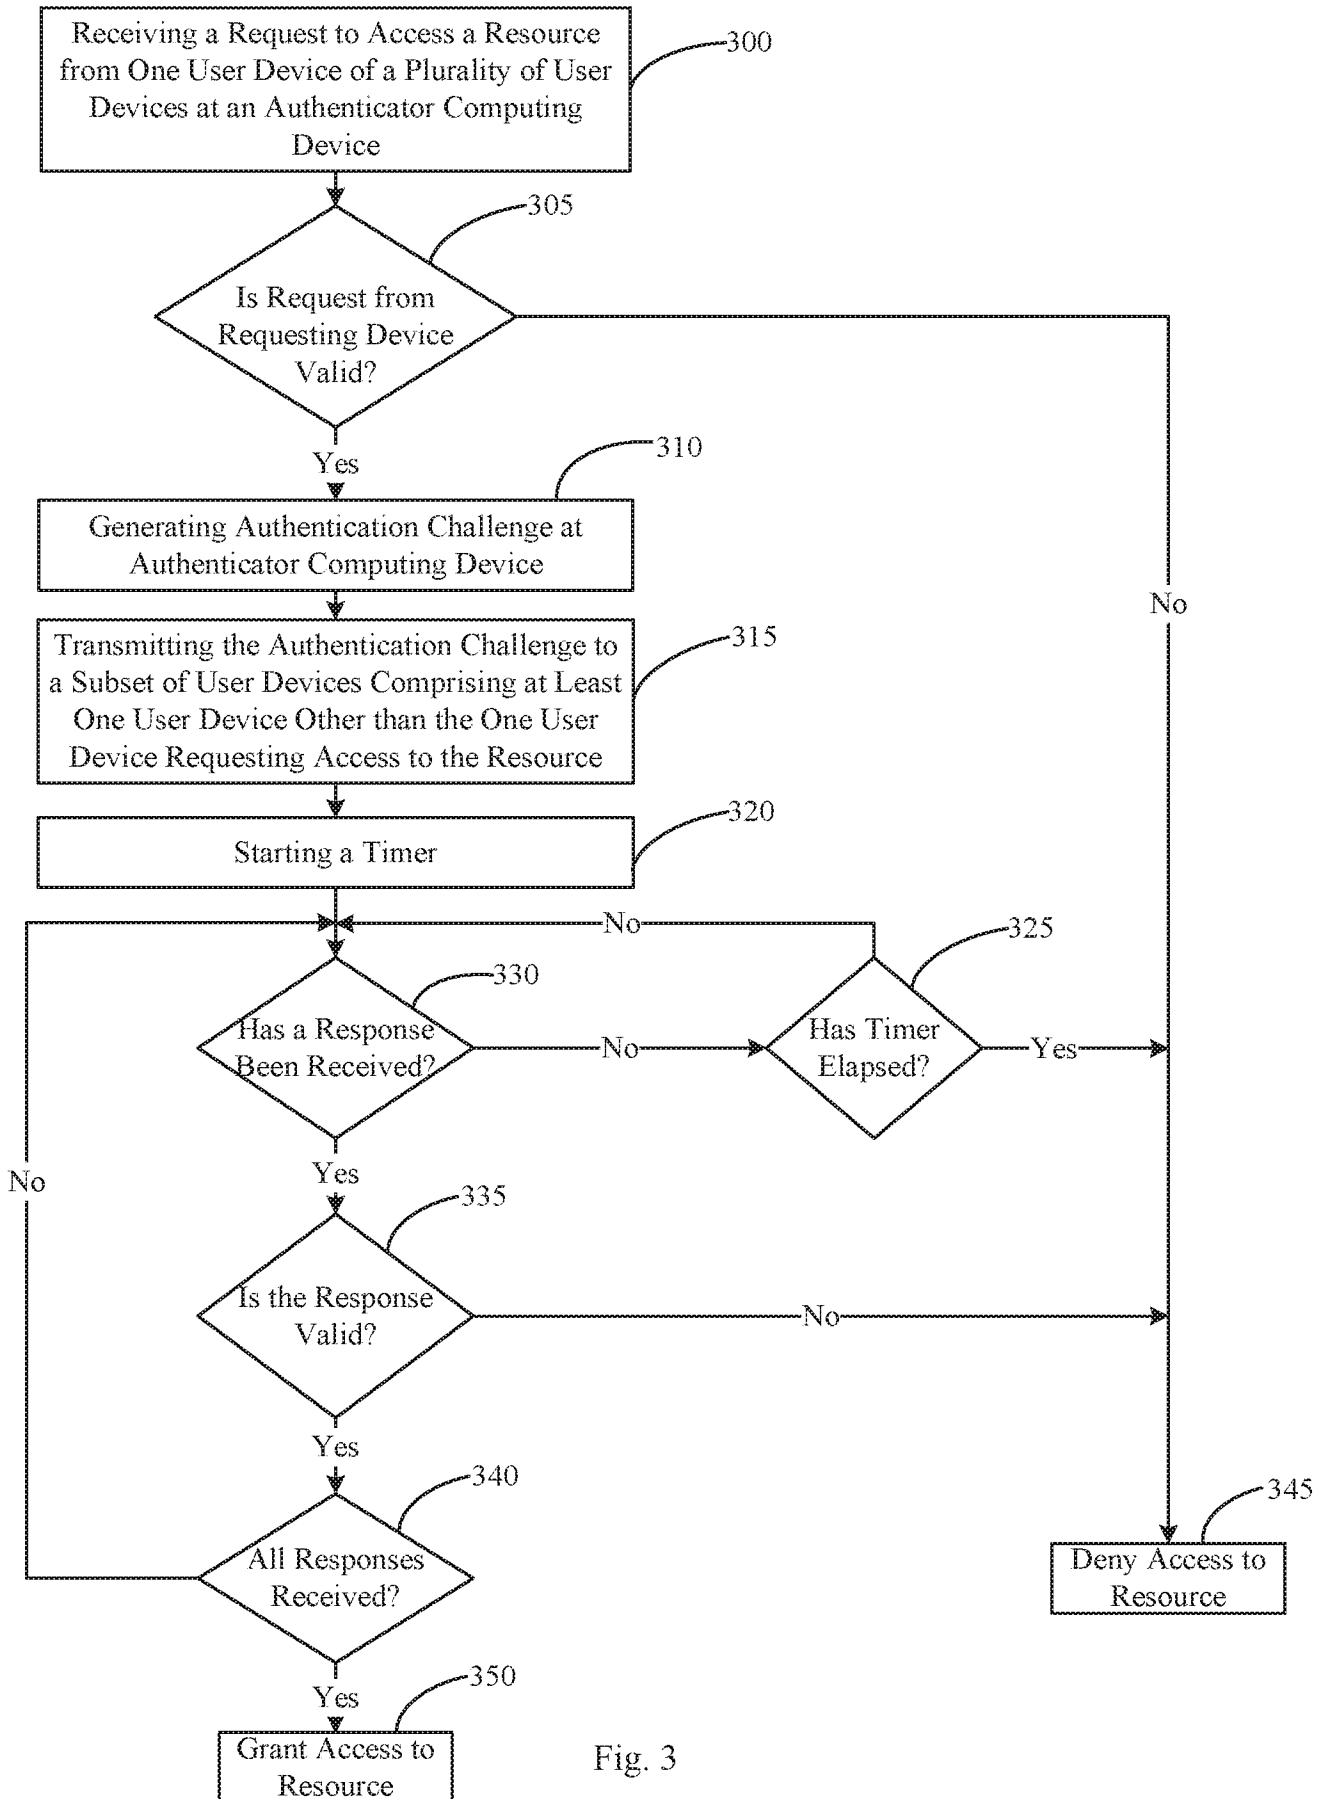 Receiving a Request to Access a Resource
from One User Device of a Plurality of User
Devices at an Authenticator Computing
Device
300
305
Is Request from
Requesting Device
Valid?
Yes
310
Generating Authentication Challenge at
Authenticator Computing Device
No
315
Transmitting the Authentication Challenge to
a Subset of User Devices Comprising at Least
One User Device Other than the One User
Device Requesting Access to the Resource
320
Starting a Timer
No
325
330
Has a Response
Been Received?
No
Has Timer
Elapsed?
Yes
Yes
No
335
Is the Response
Valid?
No
Yes
340
All Responses
Received?
345
Deny Access to
Resource
Yes
350
Grant Access to
Resource
Fig. 3